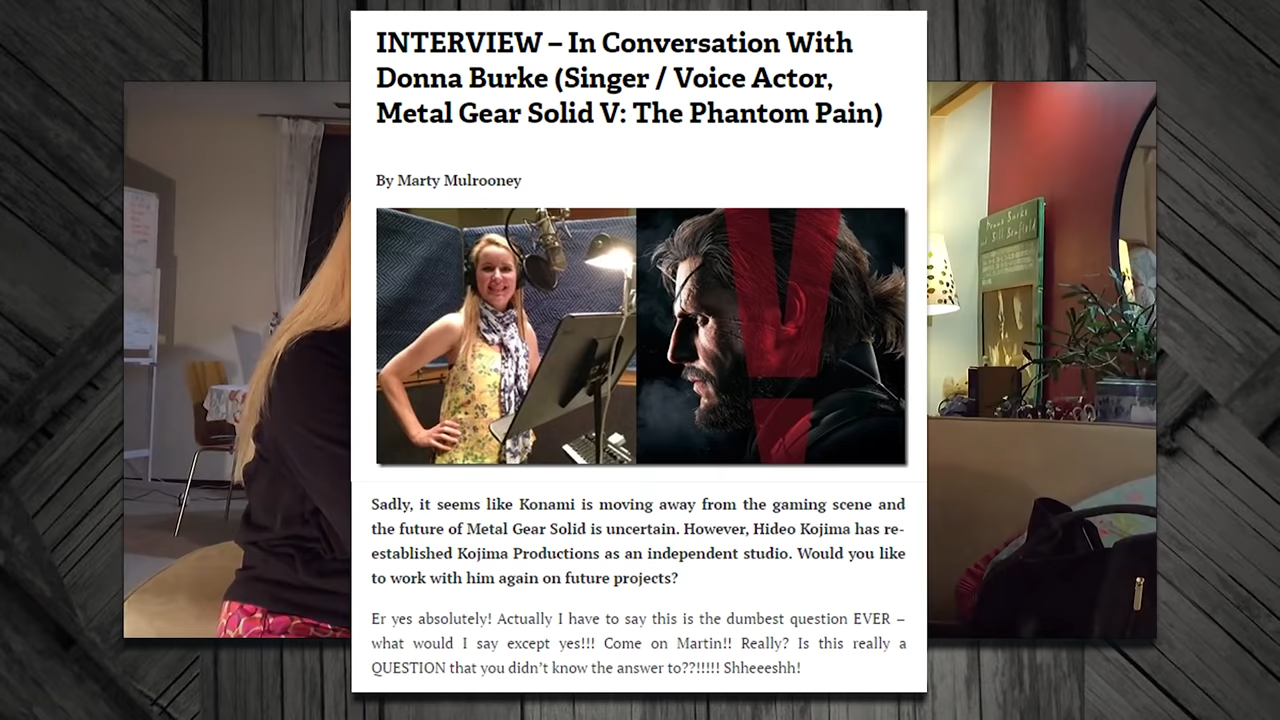 INTERVIEW – In Conversation With
Donna Burke (Singer / Voice Actor,
Metal Gear Solid V: The Phantom Pain)
By Marty Mulrooney
Sadly, it seems like Konami is moving away from the gaming scene and
the future of Metal Gear Solid is uncertain. However, Hideo Kojima has re-
established Kojima Productions as an independent studio. Would you like
to work with him again on future projects?
Er yes absolutely! Actually I have to say this is the dumbest question EVER –
what would I say except yes!!! Come on Martin!! Really? Is this really a
QUESTION that you didn't know the answer to??!!!!! Shheeeshh!
Donna Burke
and Bill Benfield